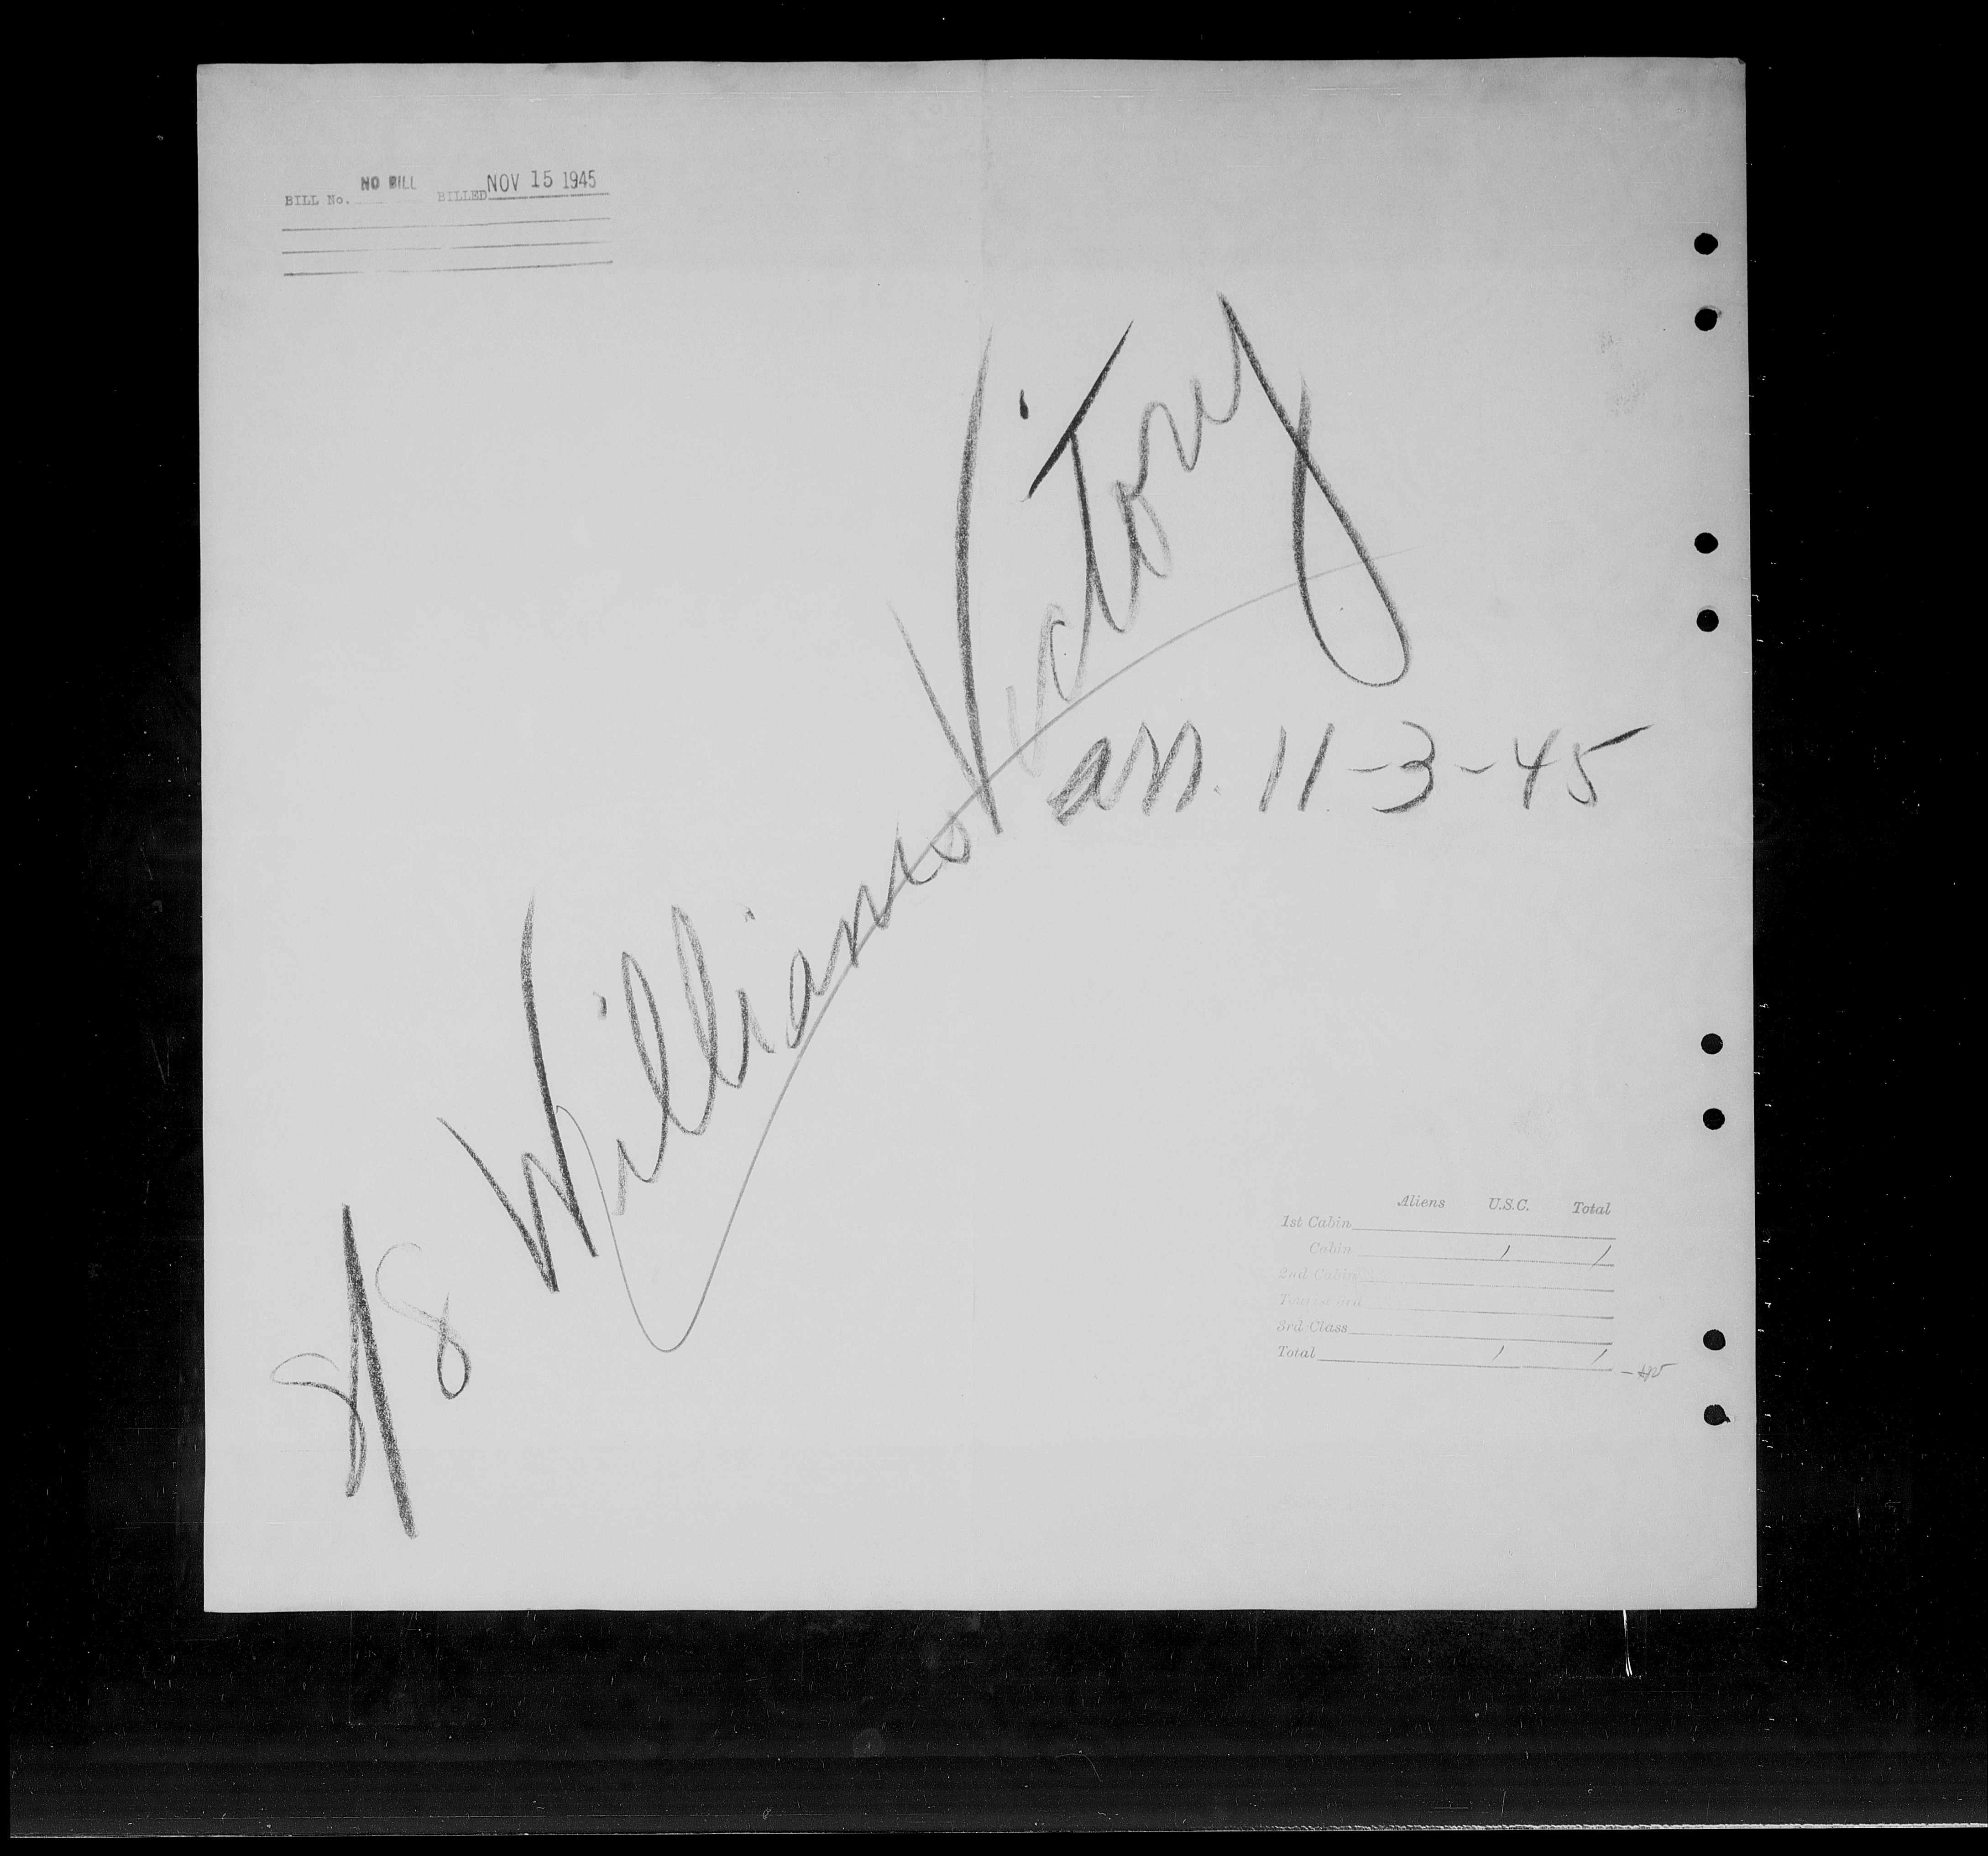 BILL No. NO BILL BILLED NOV 15 1945
S/S Williams Victory
arr. 11-3-45
Aliens U.S.C. Total
1st Cabin
Cabin 1 1
2nd Cabin
Tourist 3rd
3rd Class
Total 1 1